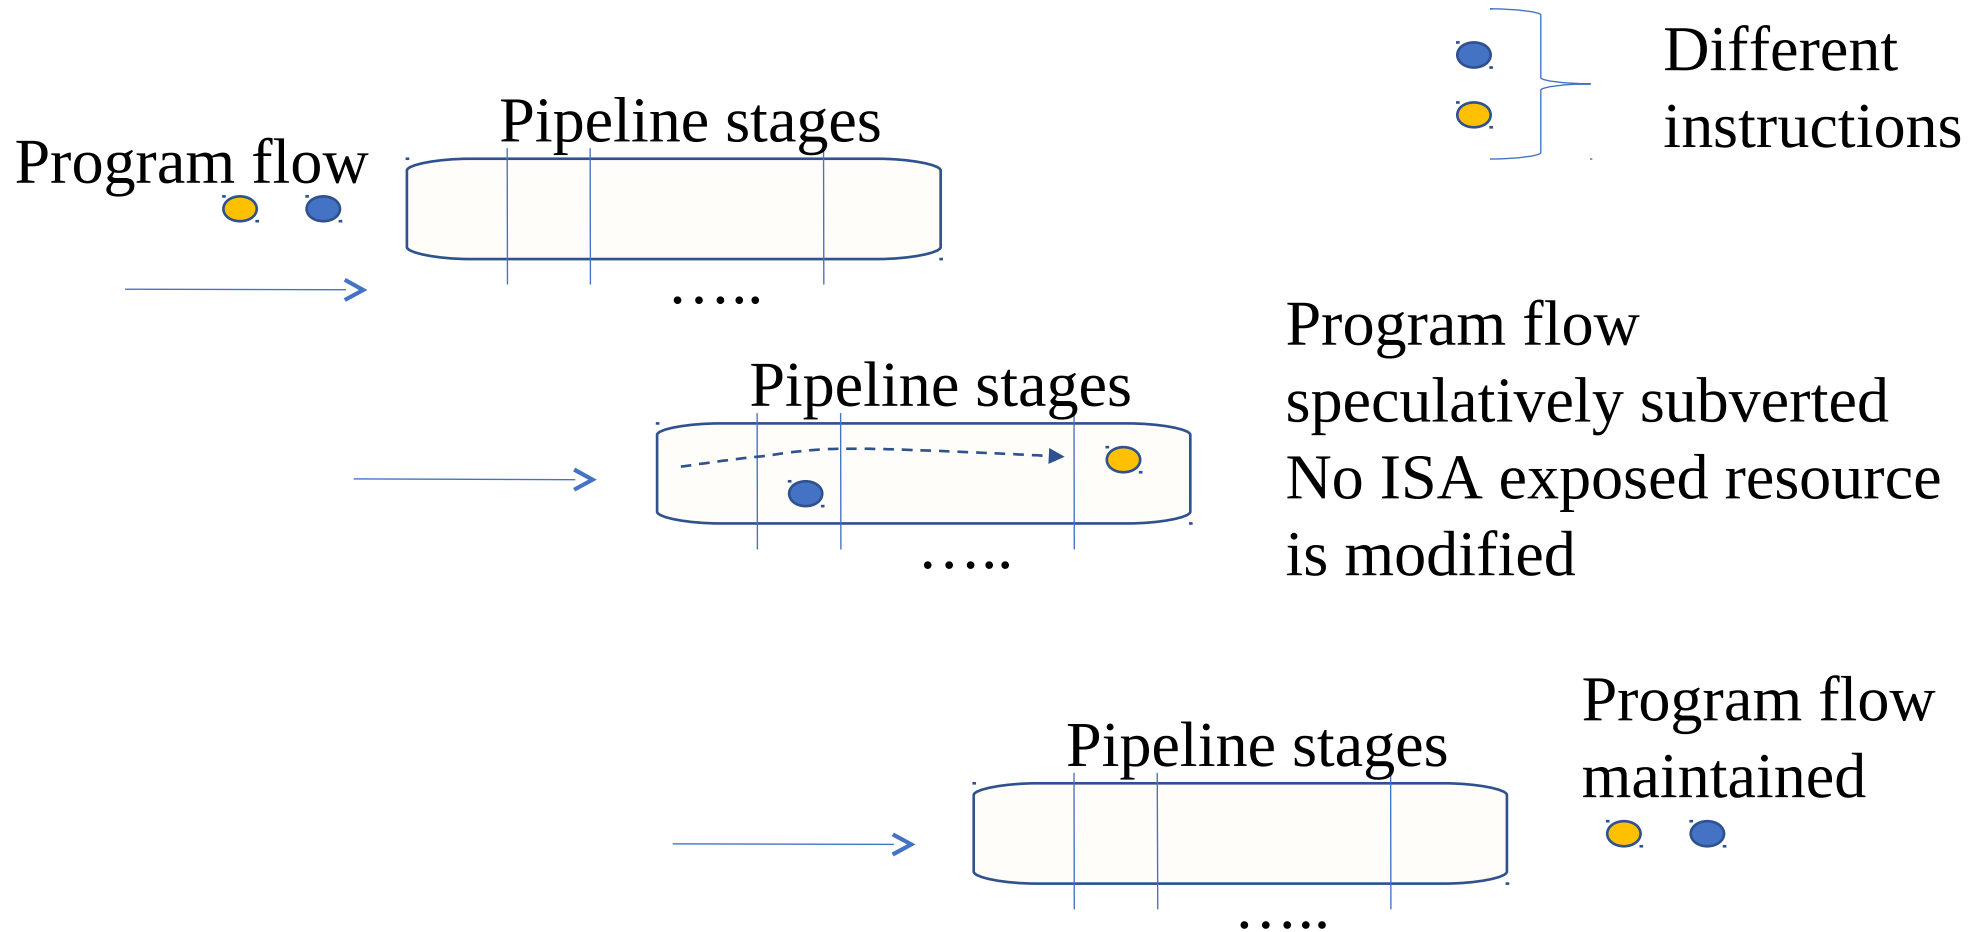 Different
instructions
Pipeline stages
Program flow
…..
Program flow
speculatively subverted
No ISA exposed resource
is modified
Pipeline stages
…..
Program flow
maintained
Pipeline stages
…..